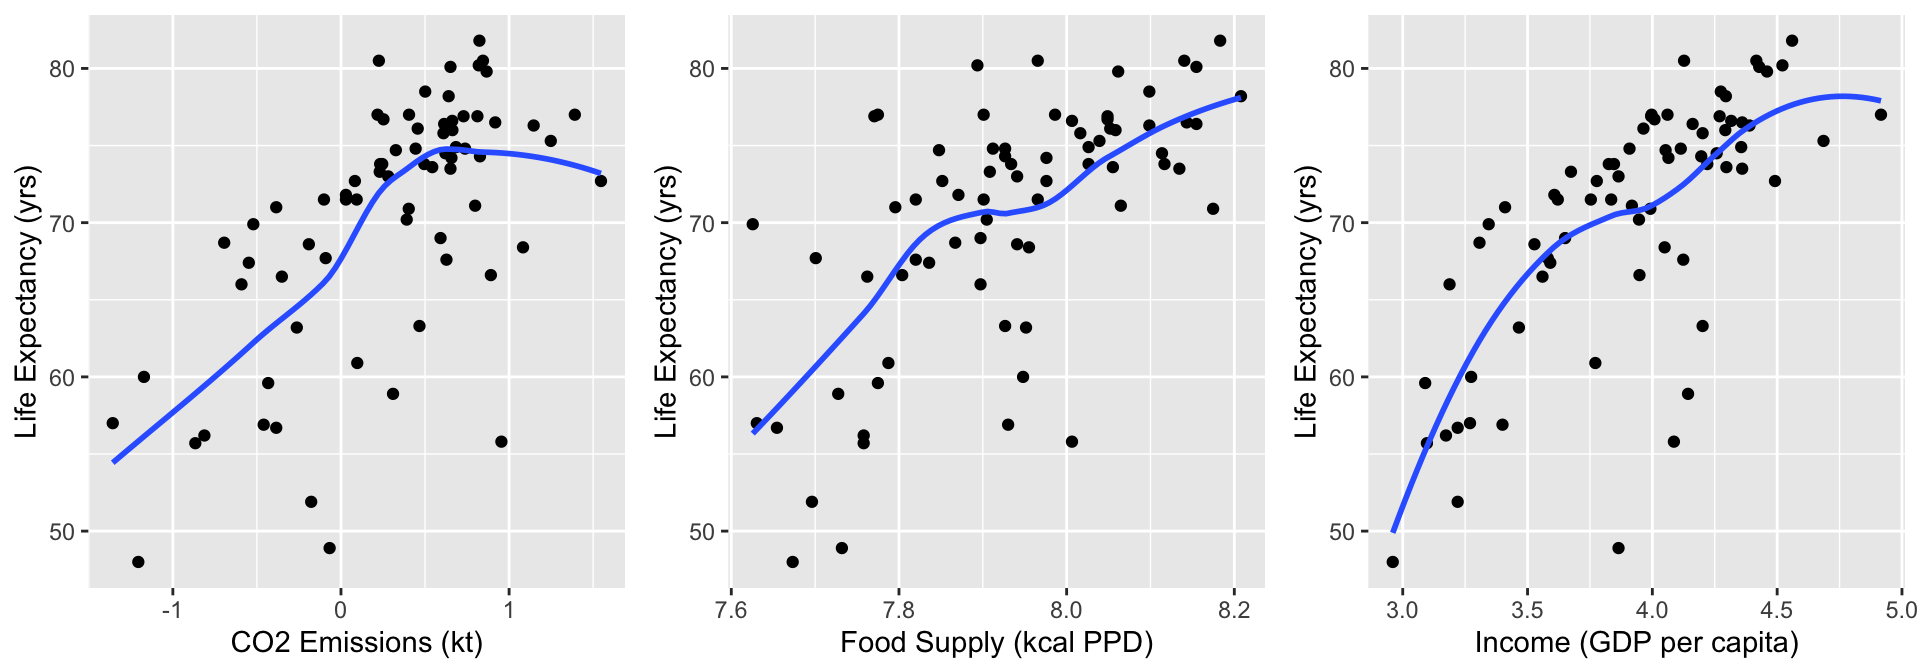 Life Expectancy (yrs)
80
70
60
50
-1 0 1
CO2 Emissions (kt)
Life Expectancy (yrs)
80
70
60
50
7.6 7.8 8.0 8.2
Food Supply (kcal PPD)
Life Expectancy (yrs)
80
70
60
50
3.0 3.5 4.0 4.5 5.0
Income (GDP per capita)